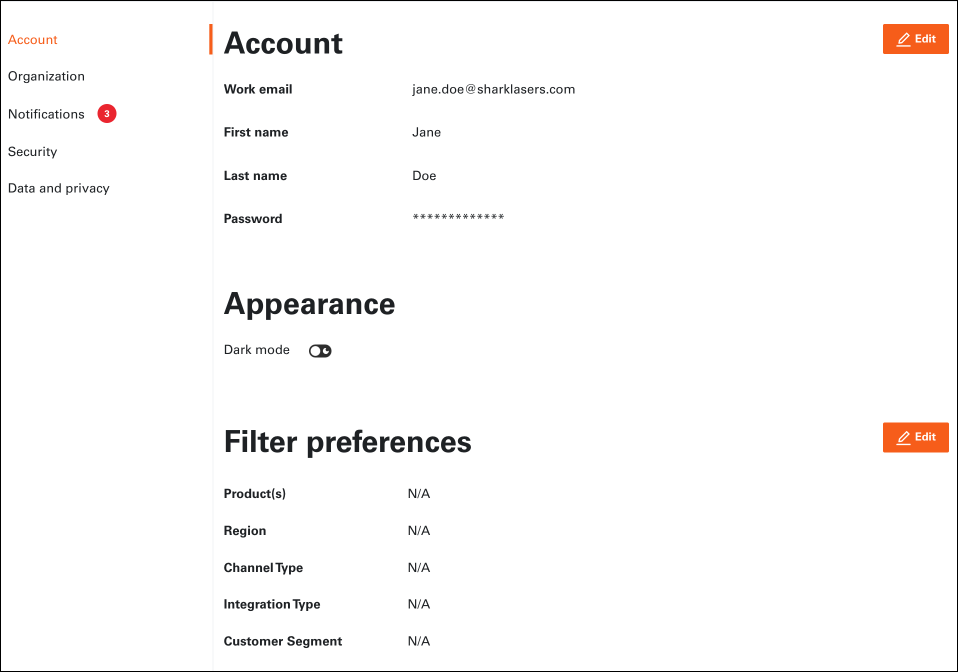 Account
Organization
Notifications 3
Security
Data and privacy
Account
Edit
Work email jane.doe@sharklasers.com
First name Jane
Last name Doe
Password *************
Appearance
Dark mode
Filter preferences
Edit
Product(s) N/A
Region N/A
Channel Type N/A
Integration Type N/A
Customer Segment N/A